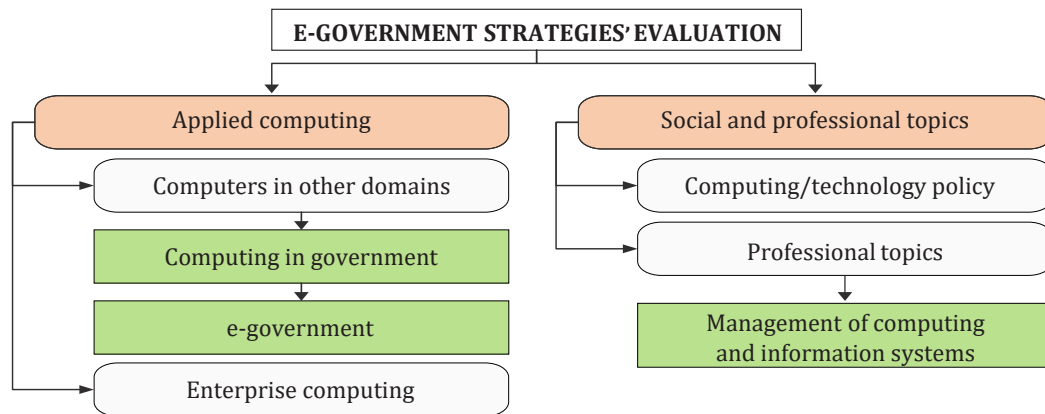 E-GOVERNMENT STRATEGIES’ EVALUATION
Applied computing
Computers in other domains
Computing in government
e-government
Enterprise computing
Social and professional topics
Computing/technology policy
Professional topics
Management of computing
and information systems